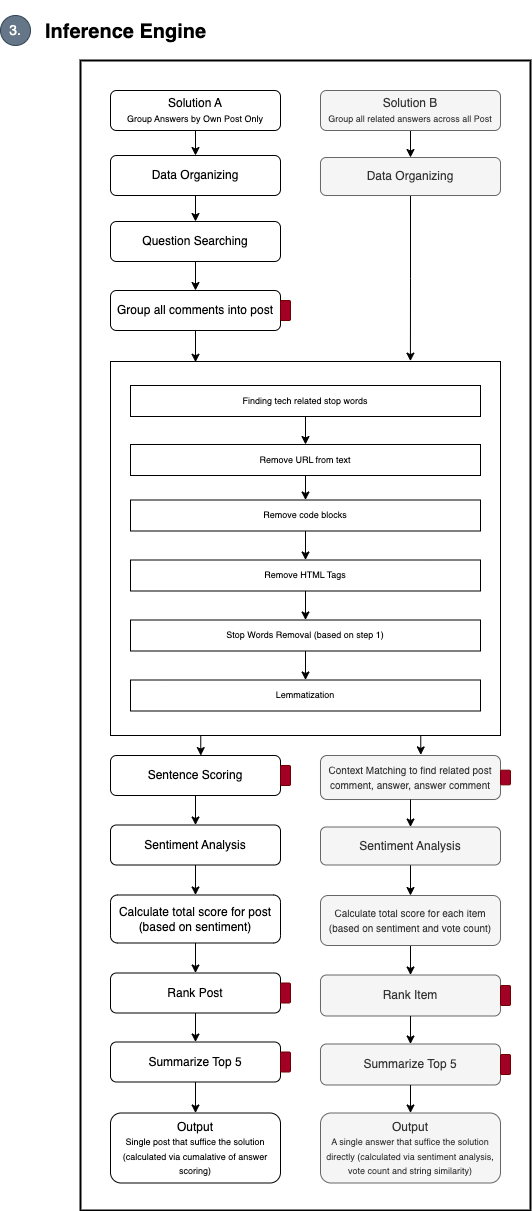 3. Inference Engine
Solution A
Group Answers by Own Post Only
Solution B
Group all related answers across all Post
Data Organizing
Data Organizing
Question Searching
Group all comments into post
Finding tech related stop words
Remove URL from text
Remove code blocks
Remove HTML Tags
Stop Words Removal (based on step 1)
Lemmatization
Sentence Scoring
Context Matching to find related post
comment, answer, answer comment
Sentiment Analysis
Sentiment Analysis
Calculate total score for post
(based on sentiment)
Calculate total score for each item
(based on sentiment and vote count)
Rank Post
Rank Item
Summarize Top 5
Summarize Top 5
Output
Single post that suffice the solution
(calculated via cumalative of answer
scoring)
Output
A single answer that suffice the solution
directly (calculated via sentiment analysis,
vote count and string similarity)